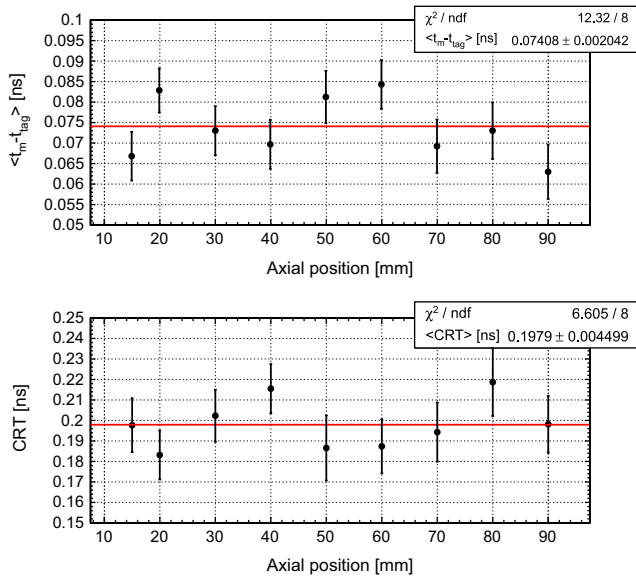 0.1
0.095
0.09
0.085
0.08
0.075
0.07
0.065
0.06
0.055
0.05
<t_m-t_tag> [ns]
χ² / ndf 12.32 / 8
<t_m-t_tag> [ns] 0.07408 ± 0.002042
10 20 30 40 50 60 70 80 90
Axial position [mm]
0.25
0.24
0.23
0.22
0.21
0.2
0.19
0.18
0.17
0.16
0.15
CRT [ns]
χ² / ndf 6.605 / 8
<CRT> [ns] 0.1979 ± 0.004499
10 20 30 40 50 60 70 80 90
Axial position [mm]